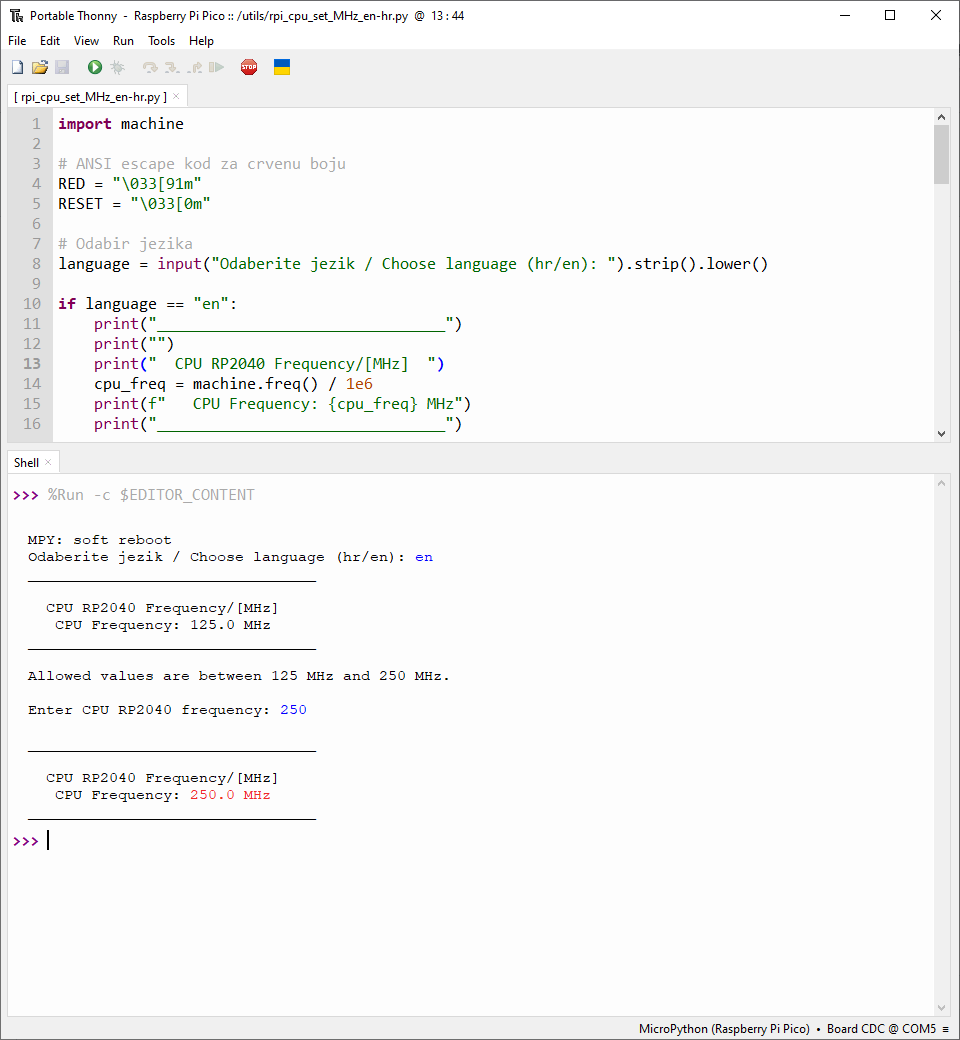 Portable Thonny - Raspberry Pi Pico :: /utils/rpi_cpu_set_MHz_en-hr.py @ 13 : 44
File Edit View Run Tools Help
STOP
[ rpi_cpu_set_MHz_en-hr.py ] ×
1 import machine
2
3 # ANSI escape kod za crvenu boju
4 RED = "\033[91m"
5 RESET = "\033[0m"
6
7 # Odabir jezika
8 language = input("Odaberite jezik / Choose language (hr/en): ").strip().lower()
9
10 if language == "en":
11     print("________________________________")
12     print("")
13     print("  CPU RP2040 Frequency/[MHz]  ")
14     cpu_freq = machine.freq() / 1e6
15     print(f"   CPU Frequency: {cpu_freq} MHz")
16     print("________________________________")
Shell ×
>>> %Run -c $EDITOR_CONTENT
MPY: soft reboot
Odaberite jezik / Choose language (hr/en): en
________________________________
CPU RP2040 Frequency/[MHz]
CPU Frequency: 125.0 MHz
________________________________
Allowed values are between 125 MHz and 250 MHz.
Enter CPU RP2040 frequency: 250
________________________________
CPU RP2040 Frequency/[MHz]
CPU Frequency: 250.0 MHz
________________________________
>>>
MicroPython (Raspberry Pi Pico) • Board CDC @ COM5 ≡